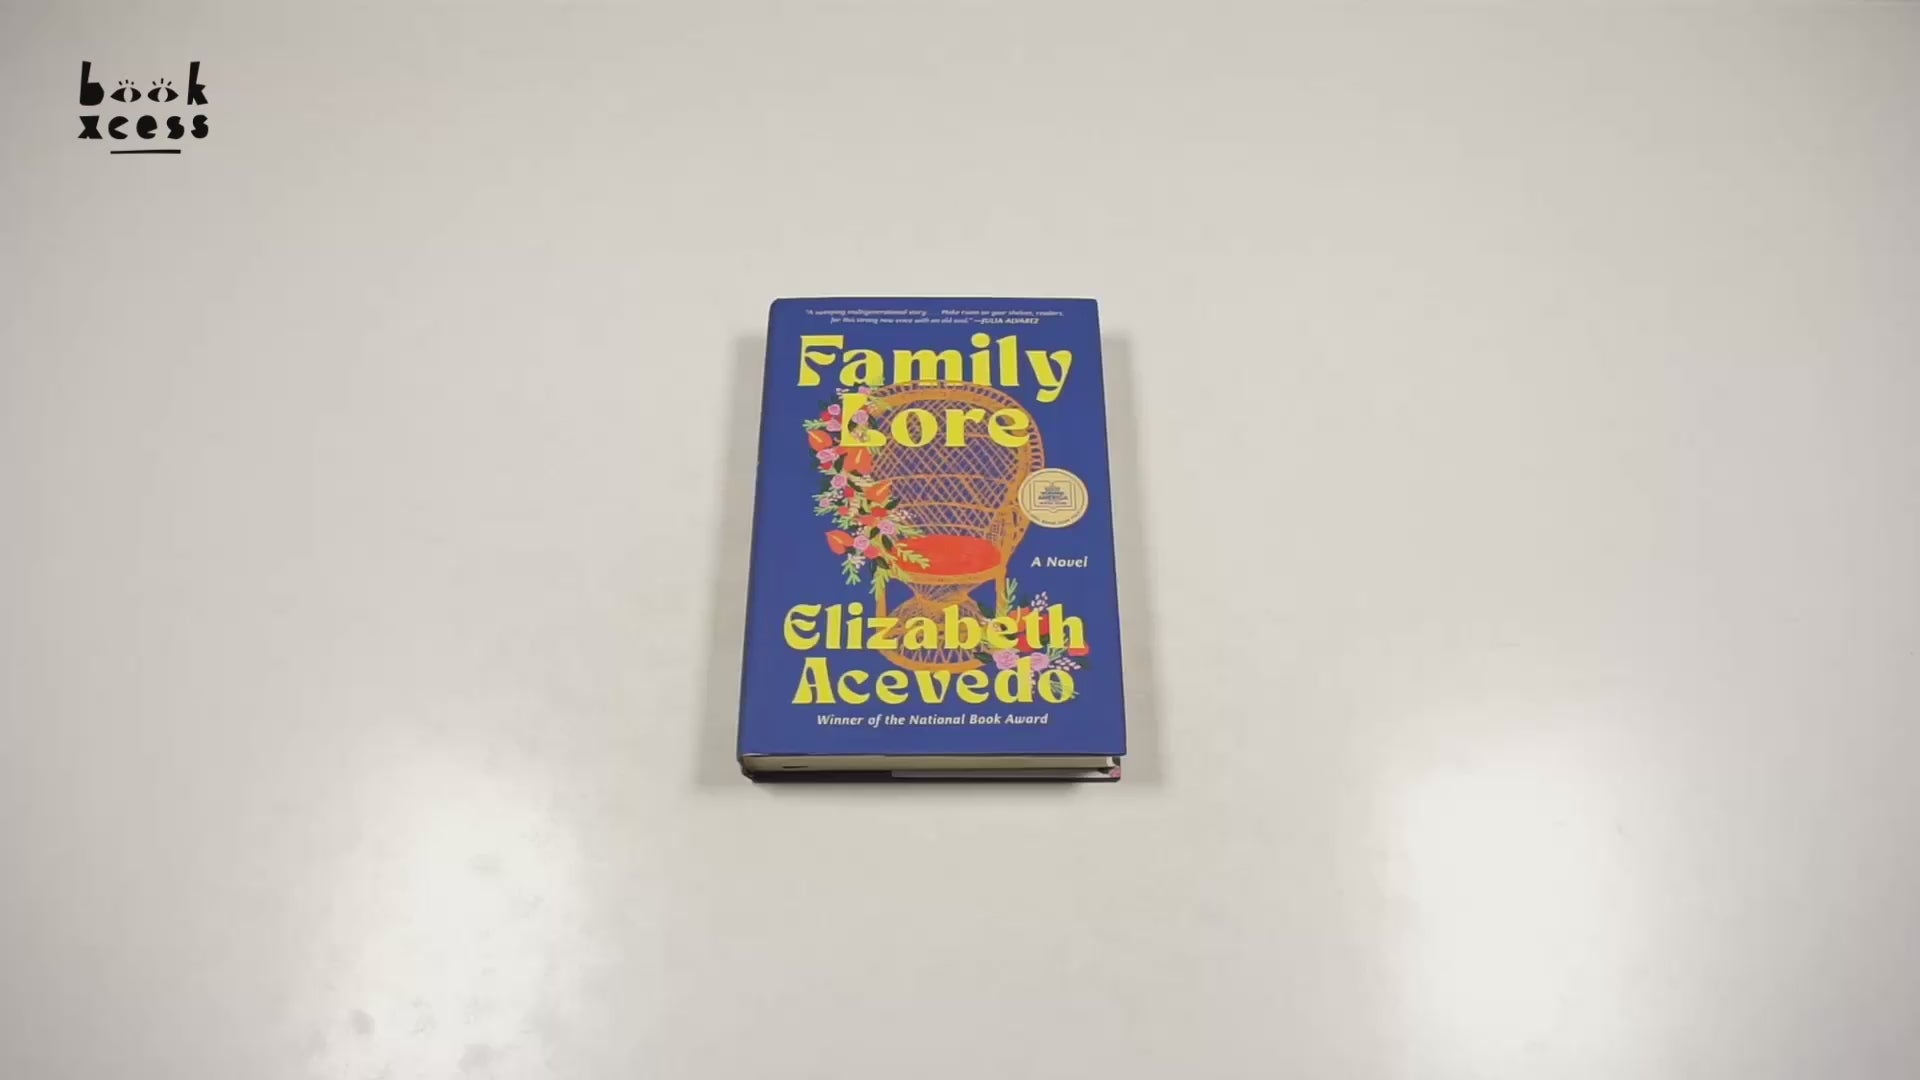 book
xcess
"A sweeping multigenerational story. . . . Make room on your shelves, readers,
for this strong new voice with an old soul." —JULIA ALVAREZ
Family
Lore
AMERICA
A Novel
Elizabeth
Acevedo
Winner of the National Book Award